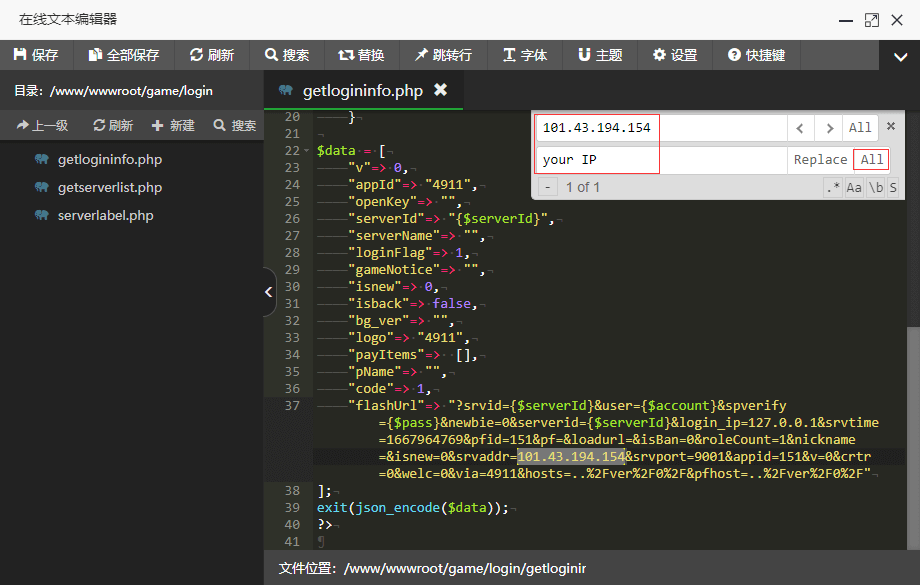 在线文本编辑器
保存 全部保存 刷新 搜索 替换 跳转行 字体 主题 设置 快捷键
目录：/www/wwwroot/game/login
getlogininfo.php
上一级 刷新 新建 搜索
getlogininfo.php
getserverlist.php
serverlabel.php
101.43.194.154 All
your IP Replace All
- 1 of 1 .* Aa \b S
20 }
21
22 $data = [
23 "v"=> 0,
24 "appId"=> "4911",
25 "openKey"=> "",
26 "serverId"=> "{$serverId}",
27 "serverName"=> "",
28 "loginFlag"=> 1,
29 "gameNotice"=> "",
30 "isnew"=> 0,
31 "isback"=> false,
32 "bg_ver"=> "",
33 "logo"=> "4911",
34 "payItems"=> [],
35 "pName"=> "",
36 "code"=> 1,
37 "flashUrl"=> "?srvid={$serverId}&user={$account}&spverify
={$pass}&newbie=0&serverid={$serverId}&login_ip=127.0.0.1&srvtime
=1667964769&pfid=151&pf=&loadurl=&isBan=0&roleCount=1&nickname
=&isnew=0&srvaddr=101.43.194.154&srvport=9001&appid=151&v=0&crtr
=0&welc=0&via=4911&hosts=..%2Fver%2F0%2F&pfhost=..%2Fver%2F0%2F"
38 ];
39 exit(json_encode($data));
40 ?>
41
文件位置：/www/wwwroot/game/login/getloginir